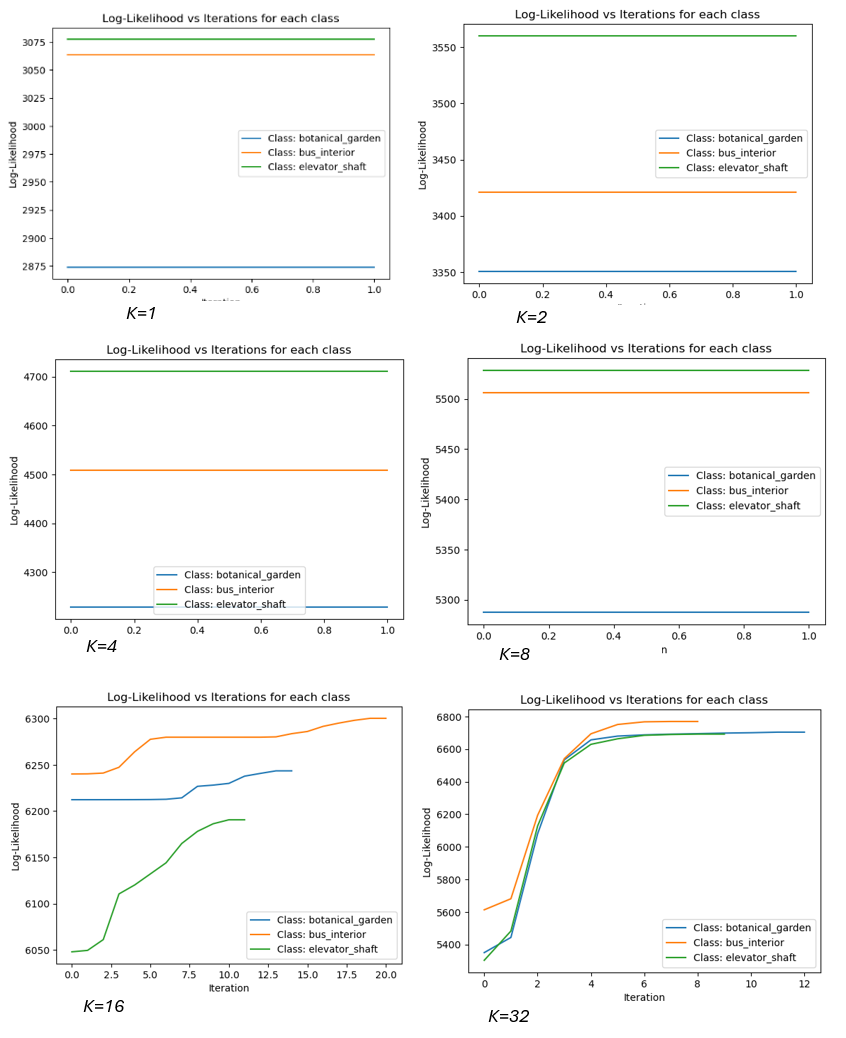 Log-Likelihood vs Iterations for each class
Log-Likelihood
3075
3050
3025
3000
2975
2950
2925
2900
2875
0.0 0.2 0.4 0.6 0.8 1.0
Class: botanical_garden
Class: bus_interior
Class: elevator_shaft
K=1
Log-Likelihood vs Iterations for each class
Log-Likelihood
3550
3500
3450
3400
3350
0.0 0.2 0.4 0.6 0.8 1.0
Class: botanical_garden
Class: bus_interior
Class: elevator_shaft
K=2
Log-Likelihood vs Iterations for each class
Log-Likelihood
4700
4600
4500
4400
4300
0.0 0.2 0.4 0.6 0.8 1.0
Class: botanical_garden
Class: bus_interior
Class: elevator_shaft
K=4
Log-Likelihood vs Iterations for each class
Log-Likelihood
5500
5450
5400
5350
5300
0.0 0.2 0.4 0.6 0.8 1.0
n
Class: botanical_garden
Class: bus_interior
Class: elevator_shaft
K=8
Log-Likelihood vs Iterations for each class
Log-Likelihood
6300
6250
6200
6150
6100
6050
0.0 2.5 5.0 7.5 10.0 12.5 15.0 17.5 20.0
Iteration
Class: botanical_garden
Class: bus_interior
Class: elevator_shaft
K=16
Log-Likelihood vs Iterations for each class
Log-Likelihood
6800
6600
6400
6200
6000
5800
5600
5400
0 2 4 6 8 10 12
Iteration
Class: botanical_garden
Class: bus_interior
Class: elevator_shaft
K=32